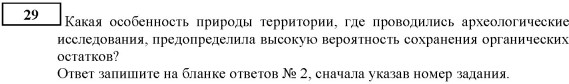 29
Какая особенность природы территории, где проводились археологические
исследования, предопределила высокую вероятность сохранения органических
остатков?
Ответ запишите на бланке ответов № 2, сначала указав номер задания.